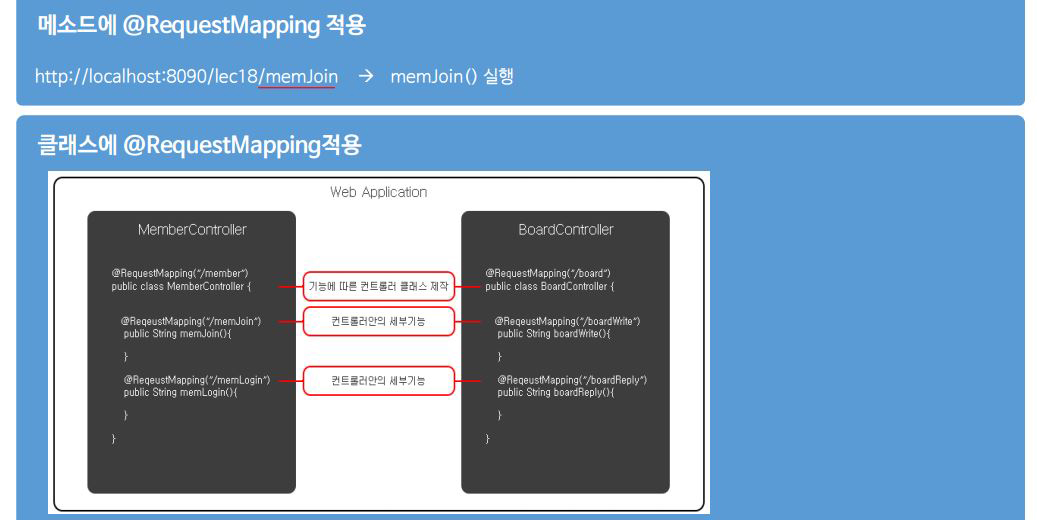 메소드에 @RequestMapping 적용
http://localhost:8090/lec18/memJoin → memJoin() 실행
클래스에 @RequestMapping적용
Web Application
MemberController
@RequestMapping("/member")
public class MemberController {
@ReqeustMapping("/memJoin")
public String memJoin(){
}
@ReqeustMapping("/memLogin")
public String memLogin(){
}
}
기능에 따른 컨트롤러 클래스 제작
컨트롤러안의 세부기능
컨트롤러안의 세부기능
BoardController
@RequestMapping("/board")
public class BoardController {
@ReqeustMapping("/boardWrite")
public String boardWrite(){
}
@ReqeustMapping("/boardReply")
public String boardReply(){
}
}